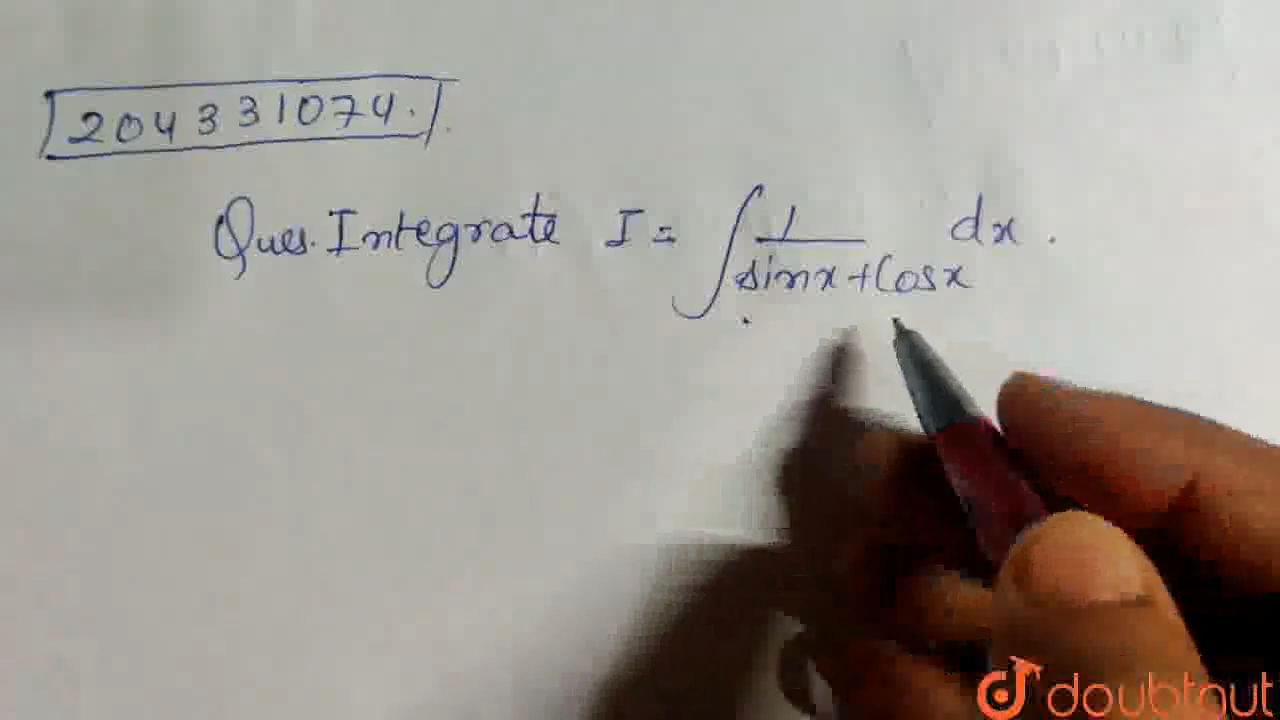 204331074.
Ques. Integrate I = ∫ 1/(sinx + Cosx) dx.
doubtnut